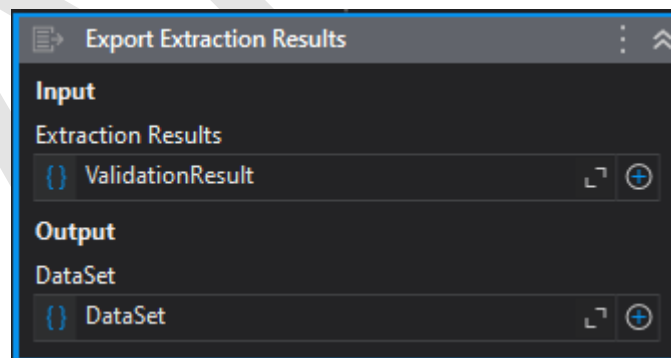 Export Extraction Results
Input
Extraction Results
{} ValidationResult
Output
DataSet
{} DataSet